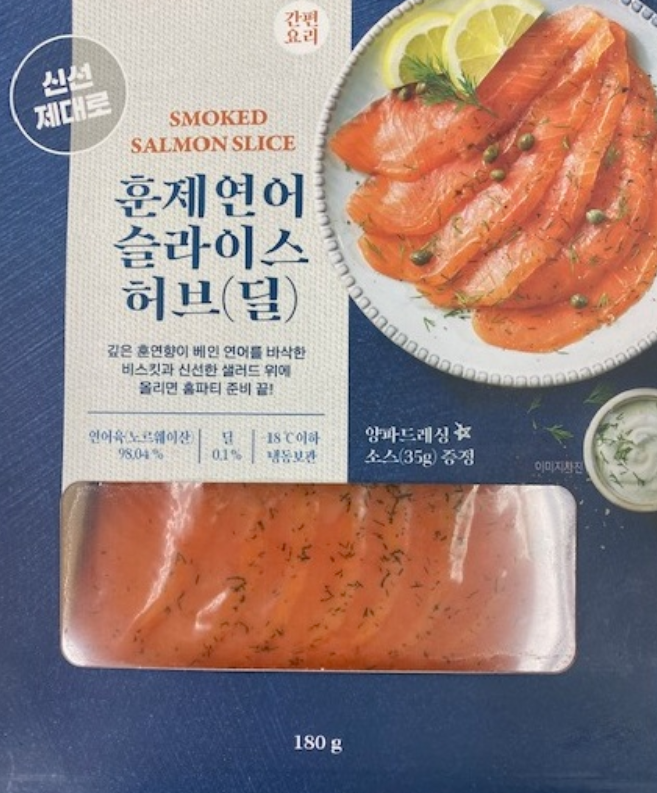 간편
요리
신선
제대로
SMOKED
SALMON SLICE
훈제연어
슬라이스
허브(딜)
깊은 훈연향이 베인 연어를 바삭한
비스킷과 신선한 샐러드 위에
올리면 홈파티 준비 끝!
연어육(노르웨이산) 98.04%
딜 0.1%
-18℃이하 냉동보관
양파드레싱
소스(35g) 증정
이미지사진
180 g